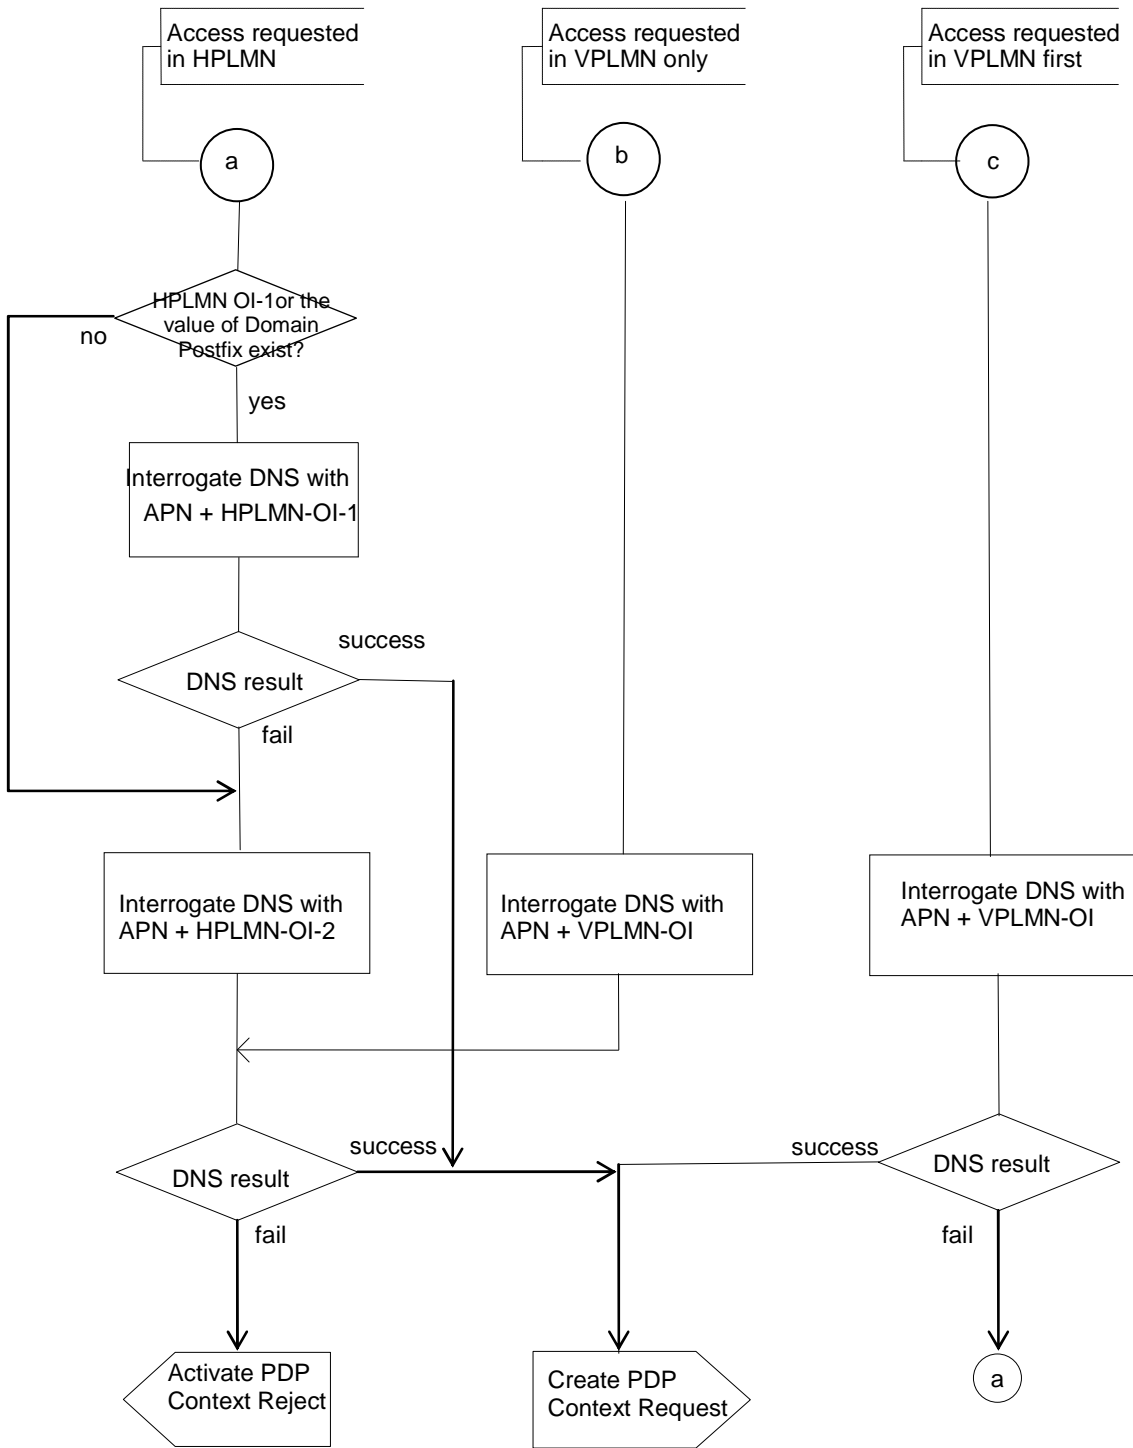 Access requested
in HPLMN
Access requested
in VPLMN only
Access requested
in VPLMN first
a
b
c
HPLMN OI-1or the
value of Domain
Postfix exist?
no
yes
Interrogate DNS with
APN + HPLMN-OI-1
success
DNS result
fail
Interrogate DNS with
APN + HPLMN-OI-2
Interrogate DNS with
APN + VPLMN-OI
Interrogate DNS with
APN + VPLMN-OI
success
DNS result
fail
success
DNS result
fail
Activate PDP
Context Reject
Create PDP
Context Request
a